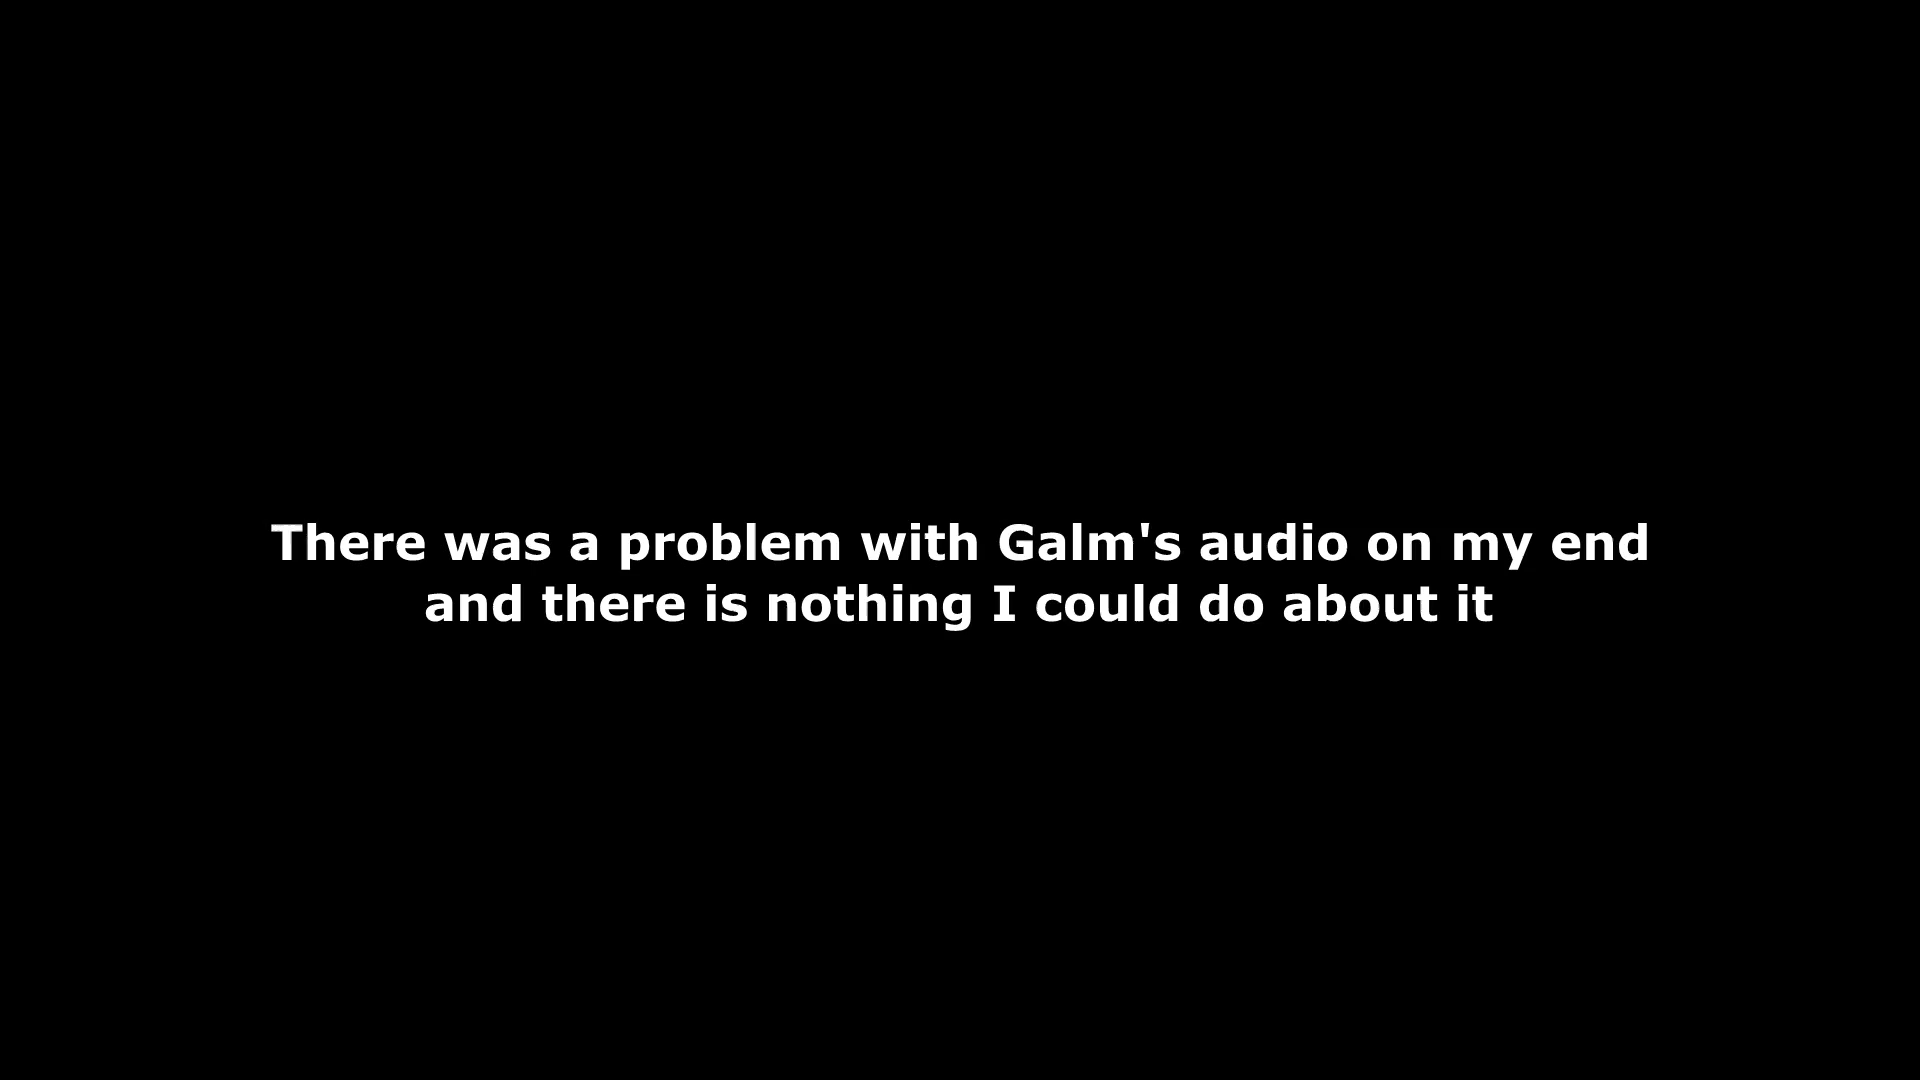 There was a problem with Galm's audio on my end
and there is nothing I could do about it